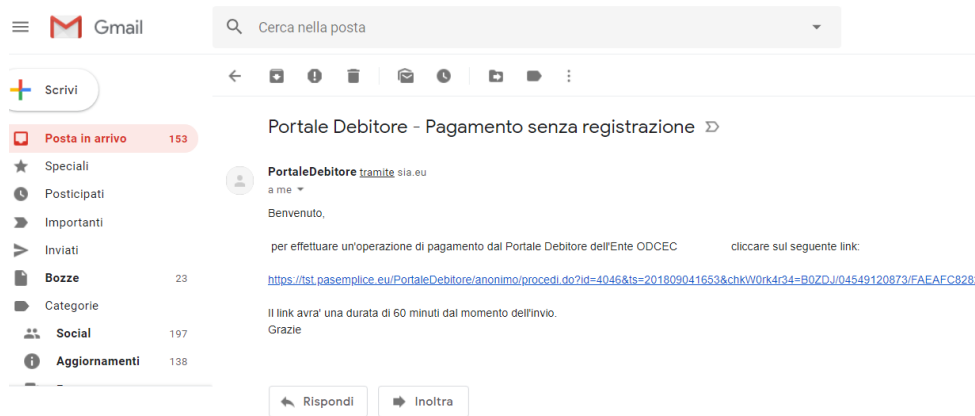 Gmail
Cerca nella posta
Scrivi
Posta in arrivo 153
Speciali
Posticipati
Importanti
Inviati
Bozze 23
Categorie
Social 197
Aggiornamenti 138
Portale Debitore - Pagamento senza registrazione
PortaleDebitore tramite sia.eu
a me
Benvenuto,
per effettuare un'operazione di pagamento dal Portale Debitore dell'Ente ODCEC cliccare sul seguente link:
https://tst.pasemplice.eu/PortaleDebitore/anonimo/procedi.do?id=4046&ts=201809041653&chkW0rk4r34=B0ZDJ/04549120873/FAEAFC828
Il link avra' una durata di 60 minuti dal momento dell'invio.
Grazie
Rispondi
Inoltra